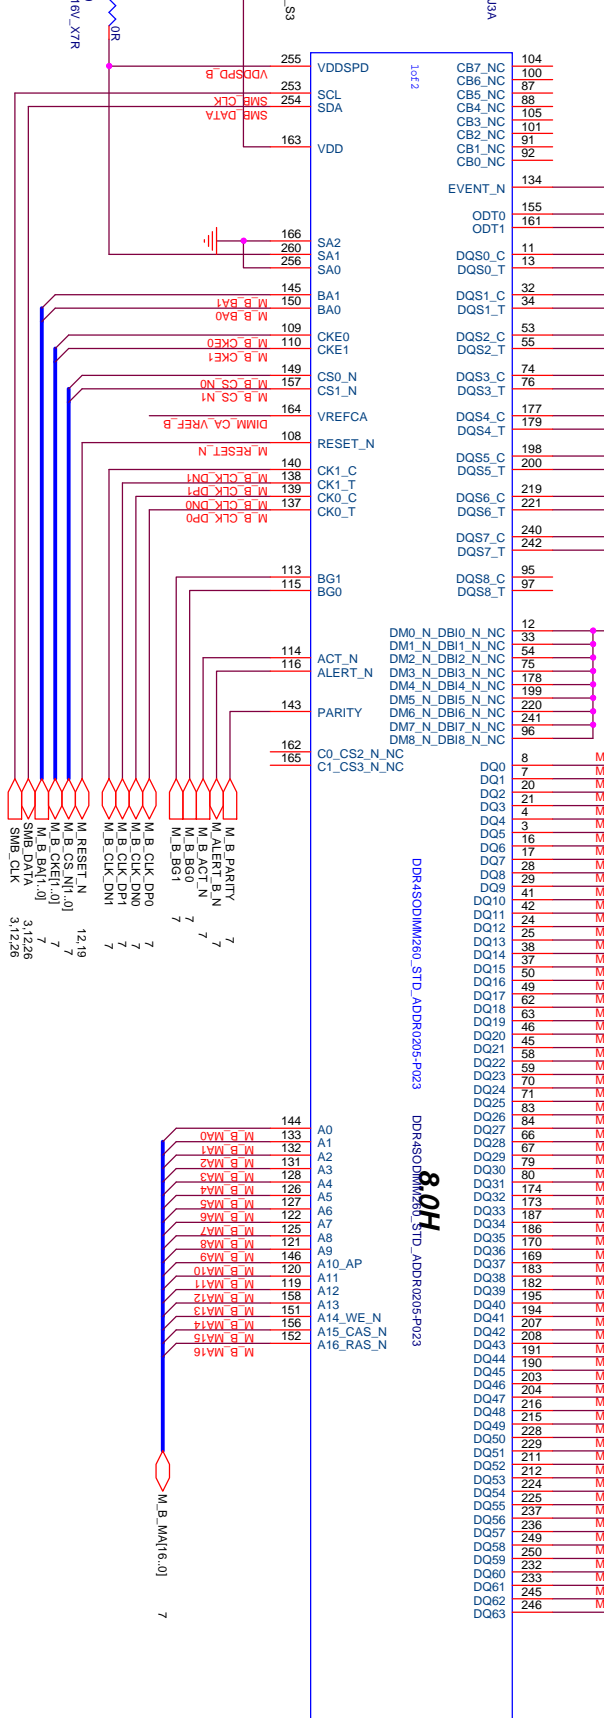 16V_X7R
0R
_S3
J3A
1of2
255 VDDSPD
VDDSPD_B
253 SCL
SMB_CLK
254 SDA
SMB_DATA
163 VDD
166 SA2
260 SA1
256 SA0
145 BA1
M_B_BA1
150 BA0
M_B_BA0
109 CKE0
M_B_CKE0
110 CKE1
M_B_CKE1
149 CS0_N
M_B_CS_N0
157 CS1_N
M_B_CS_N1
164 VREFCA
DIMM_CA_VREF_B
108 RESET_N
M_RESET_N
140 CK1_C
M_B_CLK_DN1
138 CK1_T
M_B_CLK_DP1
139 CK0_C
M_B_CLK_DN0
137 CK0_T
M_B_CLK_DP0
113 BG1
115 BG0
114 ACT_N
116 ALERT_N
143 PARITY
162 C0_CS2_N_NC
165 C1_CS3_N_NC
SMB_CLK 3,12,26
SMB_DATA 3,12,26
M_B_BA[1..0] 7
M_B_CKE[1..0] 7
M_B_CS_N[1..0] 7
M_RESET_N 12,19
M_B_CLK_DN1 7
M_B_CLK_DP1 7
M_B_CLK_DN0 7
M_B_CLK_DP0 7
M_B_BG1 7
M_B_BG0 7
M_B_ACT_N 7
M_ALERT_B_N 7
M_B_PARITY 7
144 A0
M_B_MA0
133 A1
M_B_MA1
132 A2
M_B_MA2
131 A3
M_B_MA3
128 A4
M_B_MA4
126 A5
M_B_MA5
127 A6
M_B_MA6
122 A7
M_B_MA7
125 A8
M_B_MA8
121 A9
M_B_MA9
146 A10_AP
M_B_MA10
120 A11
M_B_MA11
119 A12
M_B_MA12
158 A13
M_B_MA13
151 A14_WE_N
M_B_MA14
156 A15_CAS_N
M_B_MA15
152 A16_RAS_N
M_B_MA16
M_B_MA[16..0] 7
DDR4SODIMM260_STD_ADDR0205-P023
DDR4SODIMM260_STD_ADDR0205-P023
8.0H
CB7_NC 104
CB6_NC 100
CB5_NC 87
CB4_NC 88
CB3_NC 105
CB2_NC 101
CB1_NC 91
CB0_NC 92
EVENT_N 134
ODT0 155
ODT1 161
DQS0_C 11
DQS0_T 13
DQS1_C 32
DQS1_T 34
DQS2_C 53
DQS2_T 55
DQS3_C 74
DQS3_T 76
DQS4_C 177
DQS4_T 179
DQS5_C 198
DQS5_T 200
DQS6_C 219
DQS6_T 221
DQS7_C 240
DQS7_T 242
DQS8_C 95
DQS8_T 97
DM0_N_DBI0_N_NC 12
DM1_N_DBI1_N_NC 33
DM2_N_DBI2_N_NC 54
DM3_N_DBI3_N_NC 75
DM4_N_DBI4_N_NC 178
DM5_N_DBI5_N_NC 199
DM6_N_DBI6_N_NC 220
DM7_N_DBI7_N_NC 241
DM8_N_DBI8_N_NC 96
DQ0 8
DQ1 7
DQ2 20
DQ3 21
DQ4 4
DQ5 3
DQ6 16
DQ7 17
DQ8 28
DQ9 29
DQ10 41
DQ11 42
DQ12 24
DQ13 25
DQ14 38
DQ15 37
DQ16 50
DQ17 49
DQ18 62
DQ19 63
DQ20 46
DQ21 45
DQ22 58
DQ23 59
DQ24 70
DQ25 71
DQ26 83
DQ27 84
DQ28 66
DQ29 67
DQ30 79
DQ31 80
DQ32 174
DQ33 173
DQ34 187
DQ35 186
DQ36 170
DQ37 169
DQ38 183
DQ39 182
DQ40 195
DQ41 194
DQ42 207
DQ43 208
DQ44 191
DQ45 190
DQ46 203
DQ47 204
DQ48 216
DQ49 215
DQ50 228
DQ51 229
DQ52 211
DQ53 212
DQ54 224
DQ55 225
DQ56 237
DQ57 236
DQ58 249
DQ59 250
DQ60 232
DQ61 233
DQ62 245
DQ63 246